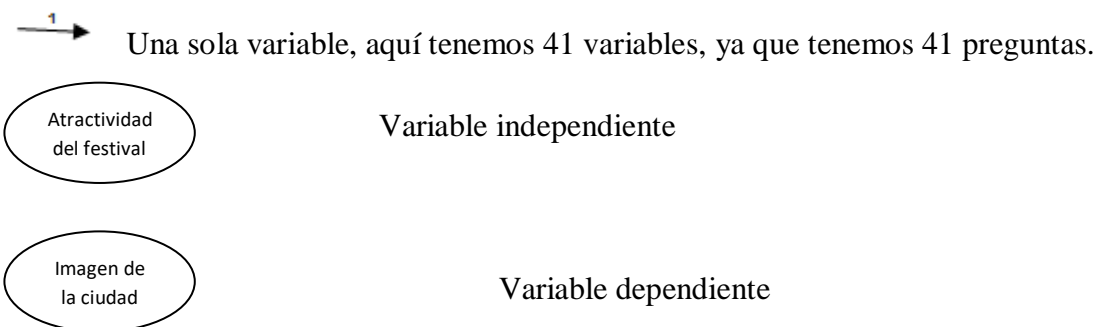 1
Una sola variable, aquí tenemos 41 variables, ya que tenemos 41 preguntas.
Atractividad
del festival
Variable independiente
Imagen de
la ciudad
Variable dependiente